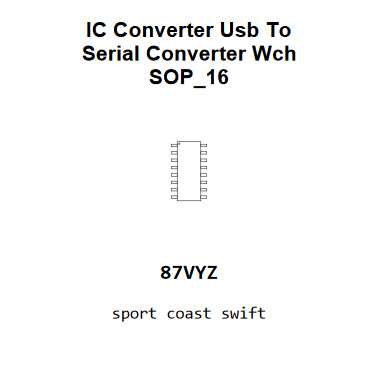 IC Converter Usb To
Serial Converter Wch
SOP_16
87VYZ
sport coast swift